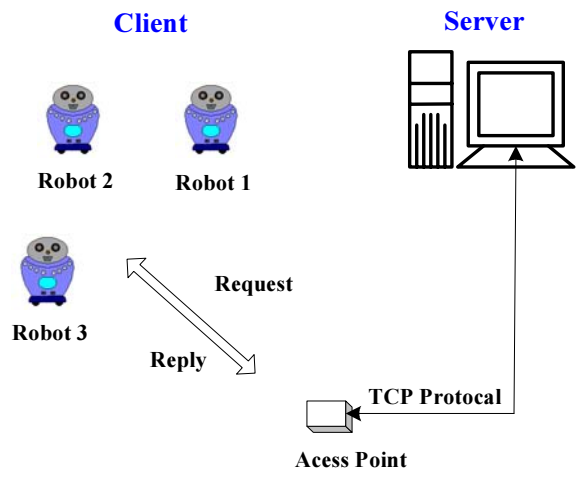 Client
Server
Robot 2
Robot 1
Robot 3
Request
Reply
TCP Protocal
Acess Point